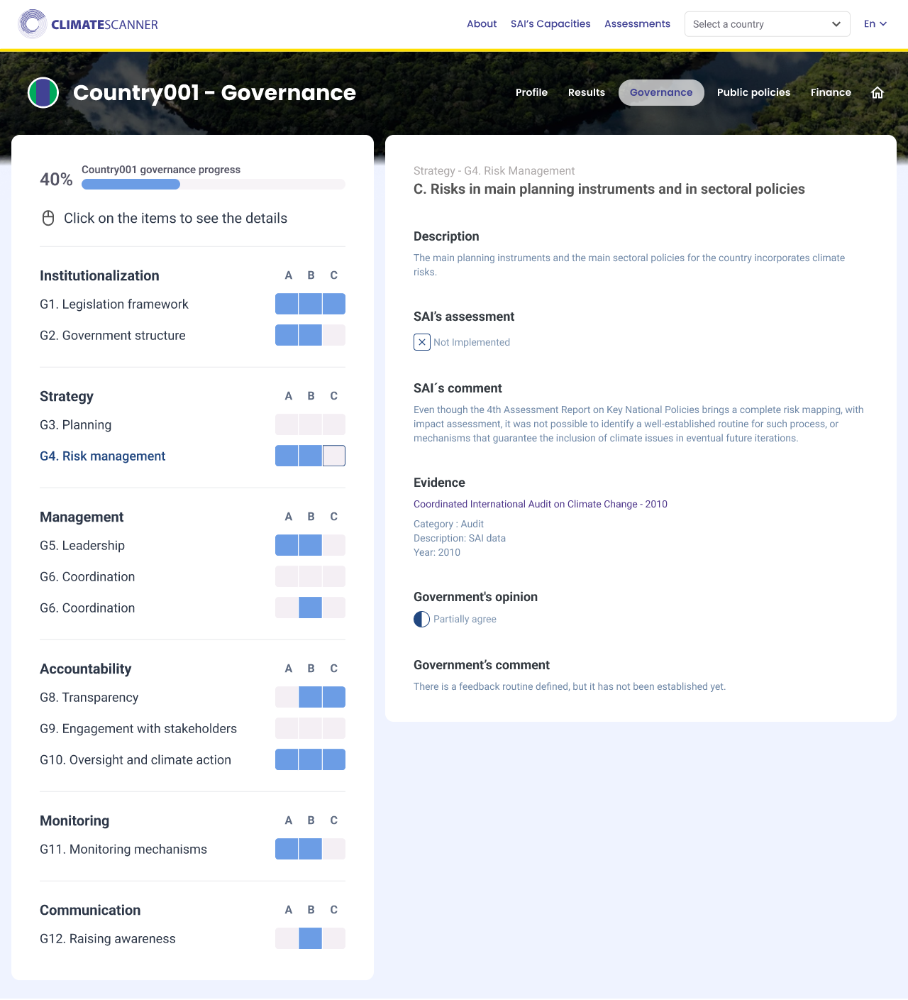 CLIMATESCANNER
About SAI's Capacities Assessments Select a country En
Country001 - Governance
Profile Results Governance Public policies Finance
40%
Country001 governance progress
Click on the items to see the details
Institutionalization A B C
G1. Legislation framework
G2. Government structure
Strategy A B C
G3. Planning
G4. Risk management
Management A B C
G5. Leadership
G6. Coordination
G6. Coordination
Accountability A B C
G8. Transparency
G9. Engagement with stakeholders
G10. Oversight and climate action
Monitoring A B C
G11. Monitoring mechanisms
Communication A B C
G12. Raising awareness
Strategy - G4. Risk Management
C. Risks in main planning instruments and in sectoral policies
Description
The main planning instruments and the main sectoral policies for the country incorporates climate
risks.
SAI’s assessment
Not Implemented
SAI´s comment
Even though the 4th Assessment Report on Key National Policies brings a complete risk mapping, with
impact assessment, it was not possible to identify a well-established routine for such process, or
mechanisms that guarantee the inclusion of climate issues in eventual future iterations.
Evidence
Coordinated International Audit on Climate Change - 2010
Category : Audit
Description: SAI data
Year: 2010
Government's opinion
Partially agree
Government’s comment
There is a feedback routine defined, but it has not been established yet.